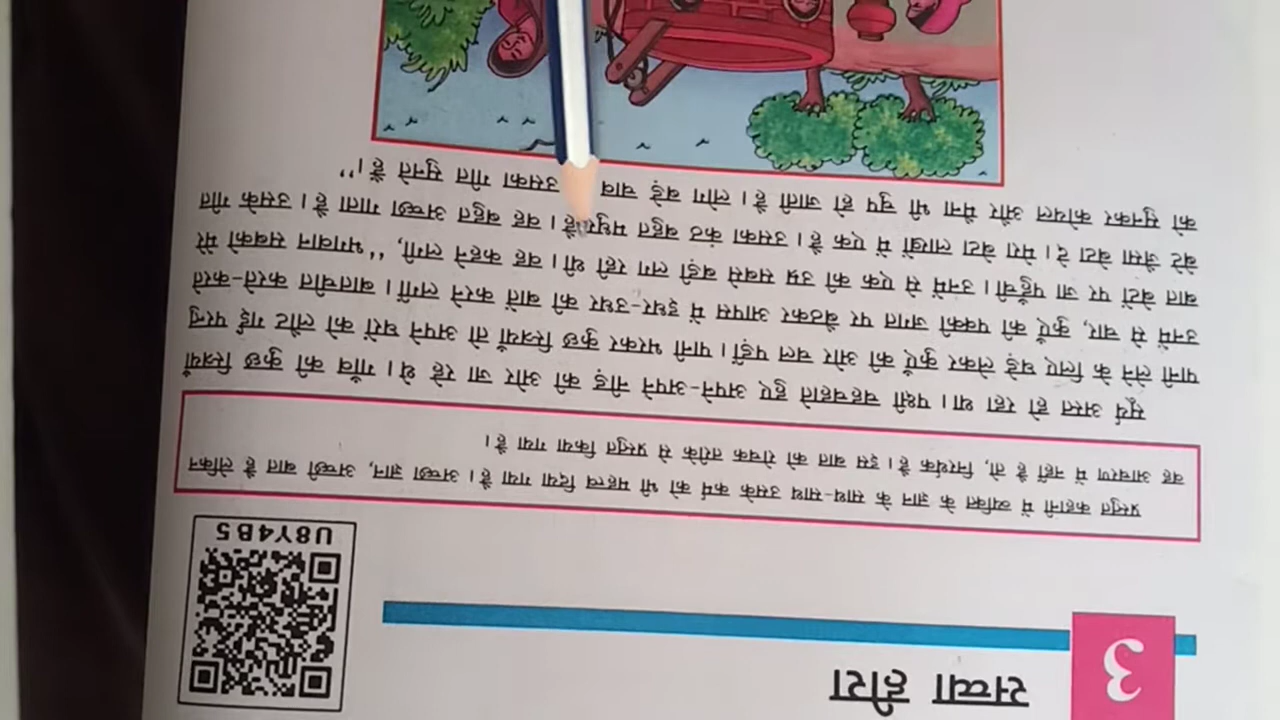 ३
सच्चा हीरा
U8Y4B5
प्रस्तुत कहानी में व्यक्ति के ज्ञान के साथ-साथ उसके कर्म को भी महत्त्व दिया गया है। अच्छा ज्ञान, अच्छी बात है लेकिन
वह आचरण में नहीं है तो, निरर्थक है। इस बात को रोचक तरीके से प्रस्तुत किया गया है।
सूर्य अस्त हो रहा था। पक्षी चहचहाते हुए अपने-अपने नीड़ की ओर जा रहे थे। गाँव की कुछ स्त्रियाँ
पानी लेने के लिए घड़े लेकर कुएँ की ओर चल पड़ीं। पानी भरकर कुछ स्त्रियाँ तो अपने घरों को लौट गईं परन्तु
उनमें से चार, कुएँ की पक्की जगत पर बैठकर आपस में इधर-उधर की बातें करने लगीं। बातचीत करते-करते
बात बेटों पर जा पहुँची। उनमें से एक की उम्र सबसे बड़ी लग रही थी। वह कहने लगी, “भगवान सबको मेरे
बेटे जैसा बेटा दे। मेरा बेटा लाखों में एक है। उसका कंठ बहुत मधुर है। वह बहुत अच्छा गाता है। उसके गीत
को सुनकर कोयल और मैना भी चुप हो जाती है। लोग बड़े चाव उसका गीत सुनते हैं।”